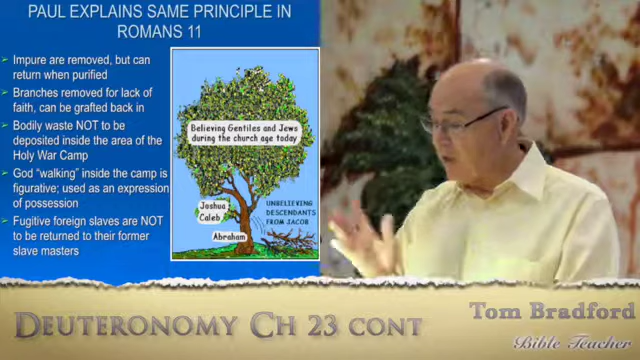 PAUL EXPLAINS SAME PRINCIPLE IN
ROMANS 11
Impure are removed, but can
return when purified
Branches removed for lack of
faith, can be grafted back in
Bodily waste NOT to be
deposited inside the area of the
Holy War Camp
God “walking” inside the camp is
figurative; used as an expression
of possession
Fugitive foreign slaves are NOT
to be returned to their former
slave masters
Believing Gentiles and Jews
during the church age today
Joshua
Caleb
Abraham
UNBELIEVING
DESCENDANTS
FROM JACOB
DEUTERONOMY CH 23 CONT
Tom Bradford
Bible Teacher